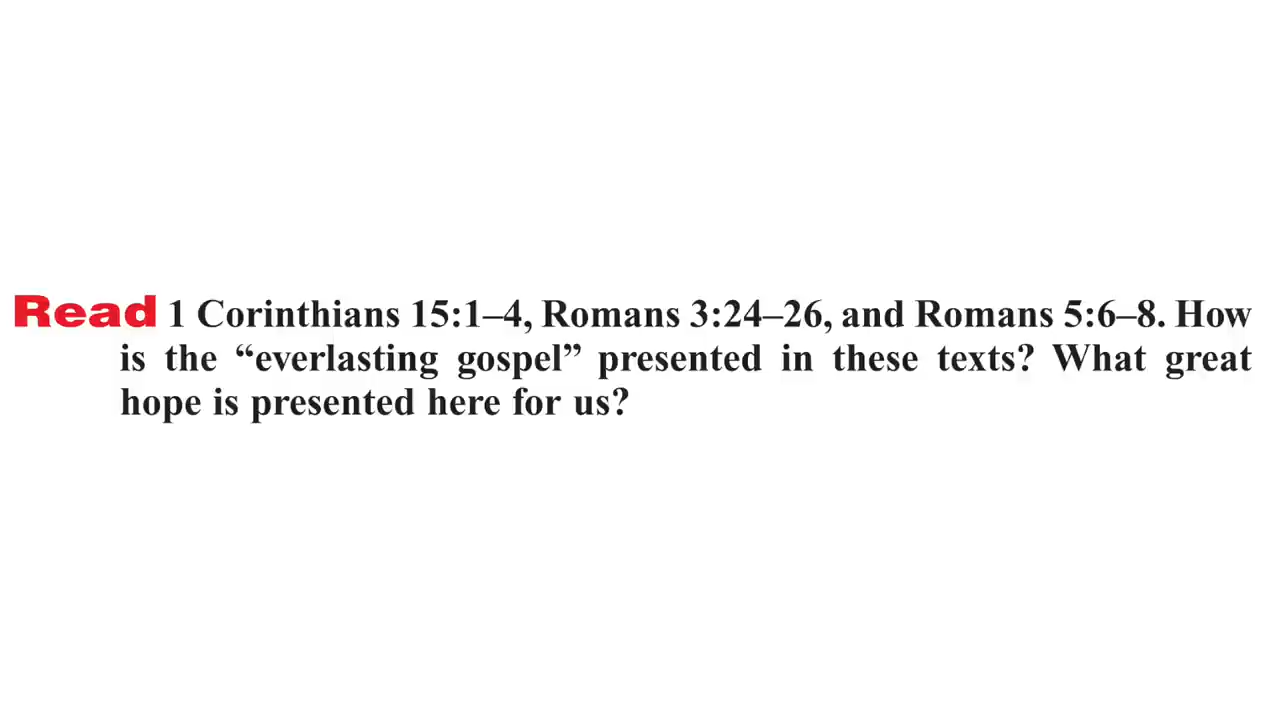 Read 1 Corinthians 15:1–4, Romans 3:24–26, and Romans 5:6–8. How
is the “everlasting gospel” presented in these texts? What great
hope is presented here for us?